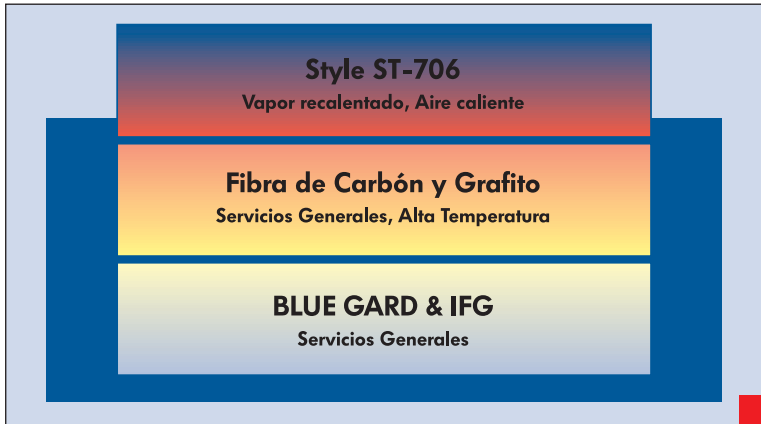 Style ST-706
Vapor recalentado, Aire caliente
Fibra de Carbón y Grafito
Servicios Generales, Alta Temperatura
BLUE GARD & IFG
Servicios Generales